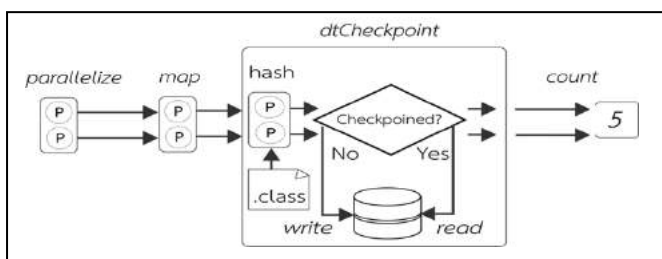 dtCheckpoint
parallelize
map
hash
count
P
P
P
P
P
P
Checkpoined?
5
No
Yes
.class
write
read